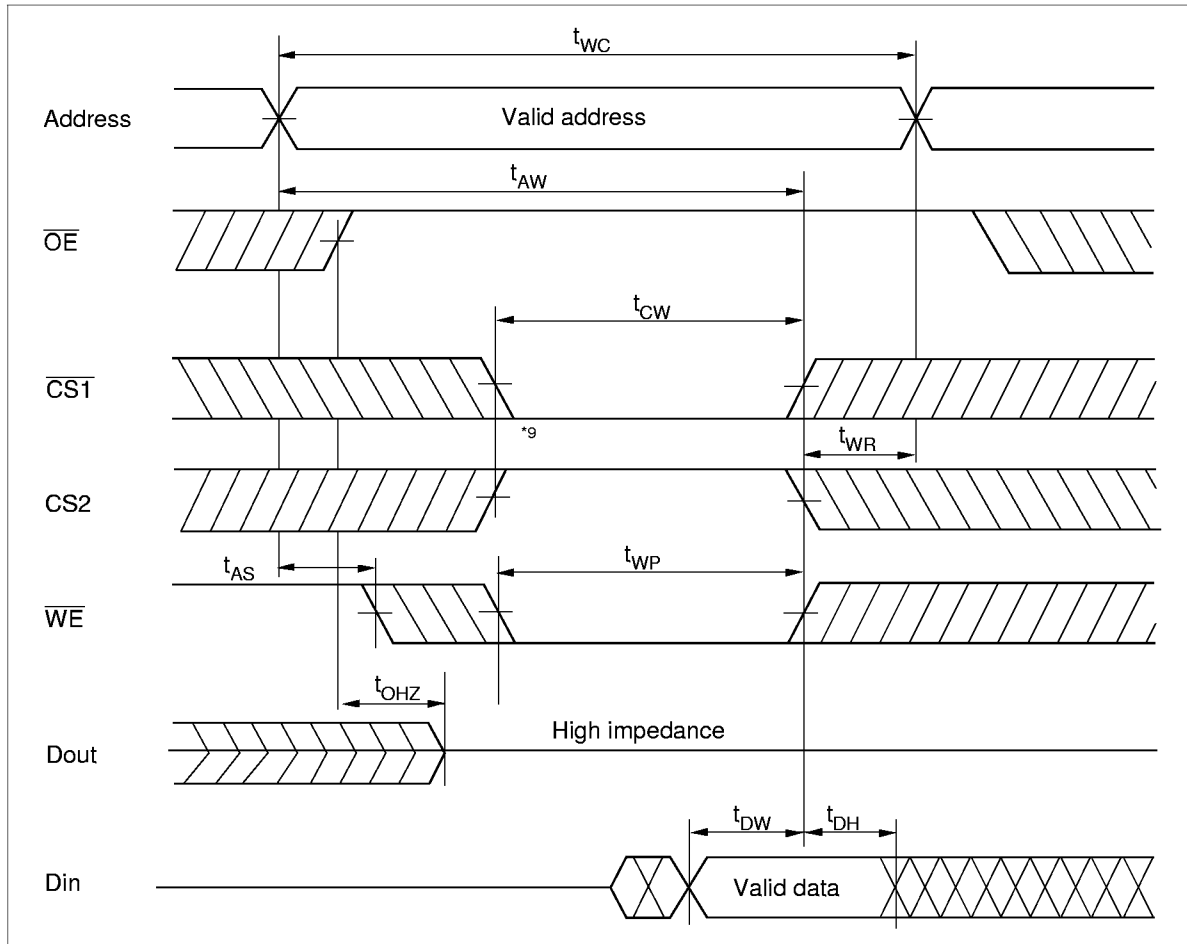 tWC
Address
Valid address
tAW
OE
tCW
CS1
*9
tWR
CS2
tAS
tWP
WE
tOHZ
High impedance
Dout
tDW
tDH
Din
Valid data